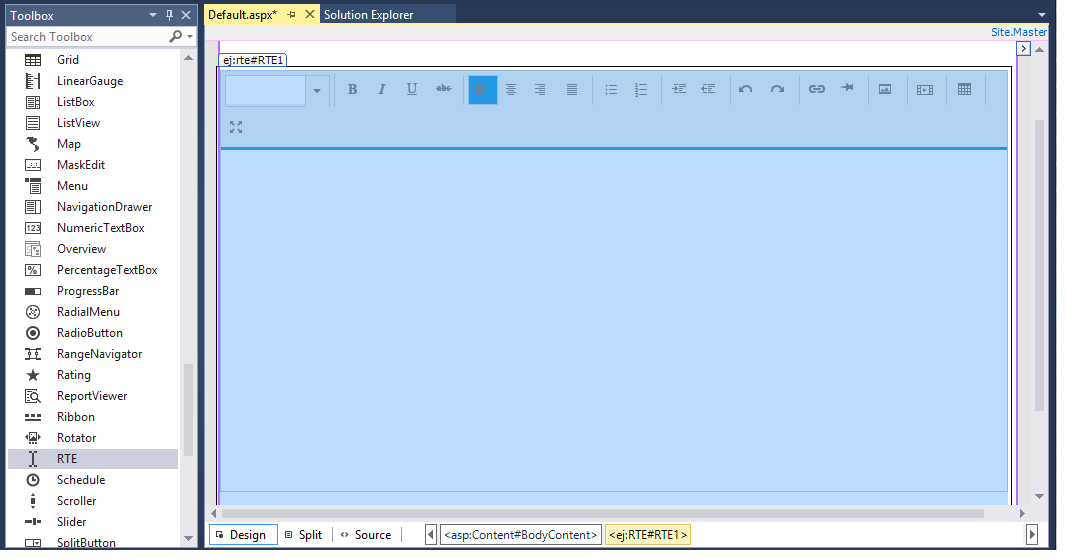 Toolbox
Search Toolbox
Grid
LinearGauge
ListBox
ListView
Map
MaskEdit
Menu
NavigationDrawer
123 NumericTextBox
Overview
% PercentageTextBox
ProgressBar
RadialMenu
RadioButton
RangeNavigator
Rating
ReportViewer
Ribbon
Rotator
RTE
Schedule
Scroller
Slider
SplitButton
Default.aspx* Solution Explorer
Site.Master
ej:rte#RTE1
B I U abc
Design Split Source <asp:Content#BodyContent> <ej:RTE#RTE1>